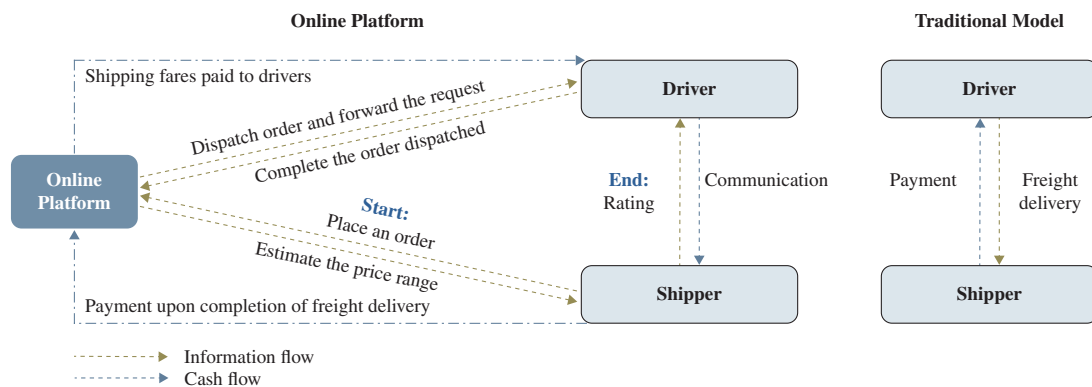 Online Platform
Traditional Model
Shipping fares paid to drivers
Driver
Driver
Dispatch order and forward the request
Complete the order dispatched
Online
Platform
End:
Rating
Communication
Payment
Freight
delivery
Start:
Place an order
Estimate the price range
Shipper
Shipper
Payment upon completion of freight delivery
Information flow
Cash flow